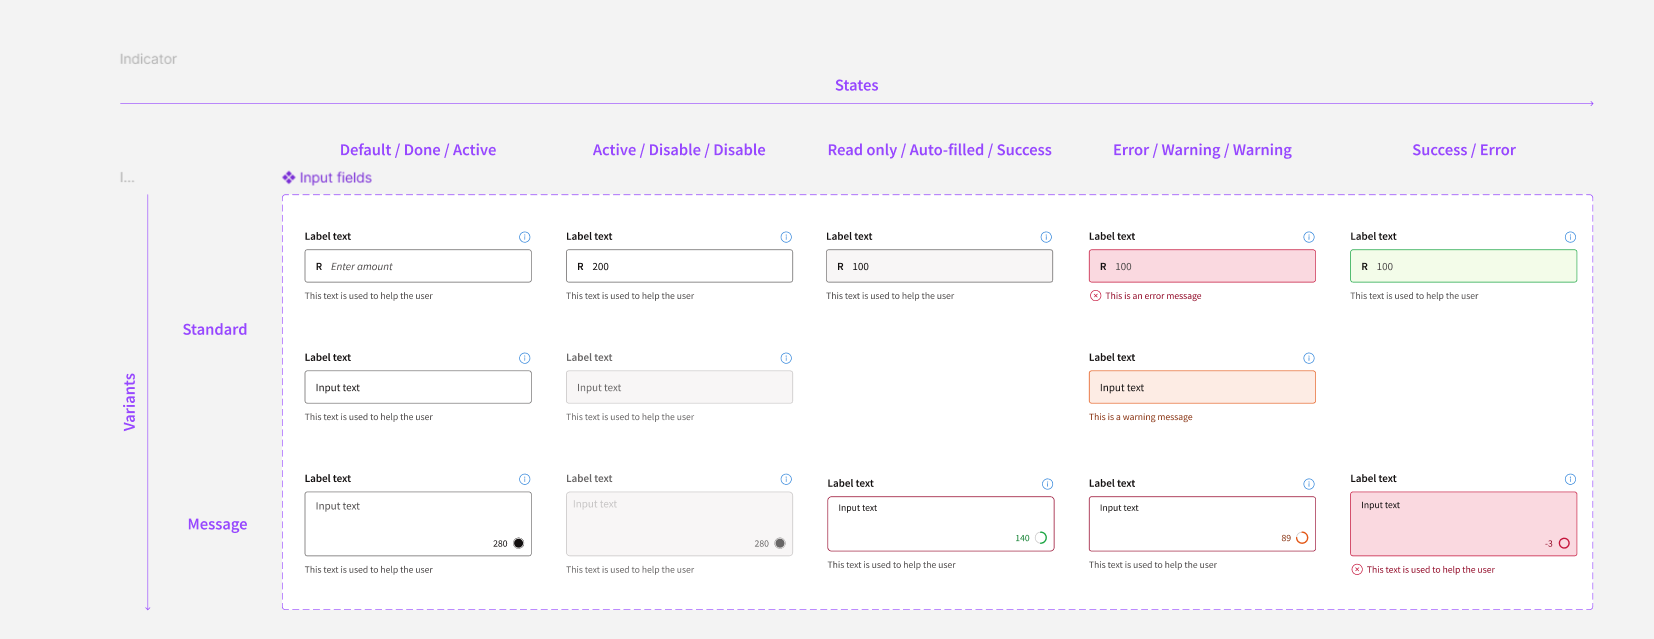 Indicator
States
Default / Done / Active
Active / Disable / Disable
Read only / Auto-filled / Success
Error / Warning / Warning
Success / Error
I...
Input fields
Variants
Standard
Label text
R Enter amount
This text is used to help the user
Label text
R 200
This text is used to help the user
Label text
R 100
This text is used to help the user
Label text
R 100
This is an error message
Label text
R 100
This text is used to help the user
Label text
Input text
This text is used to help the user
Label text
Input text
This text is used to help the user
Label text
Input text
This is a warning message
Message
Label text
Input text
280
This text is used to help the user
Label text
Input text
280
This text is used to help the user
Label text
Input text
140
This text is used to help the user
Label text
Input text
89
This text is used to help the user
Label text
Input text
-3
This text is used to help the user